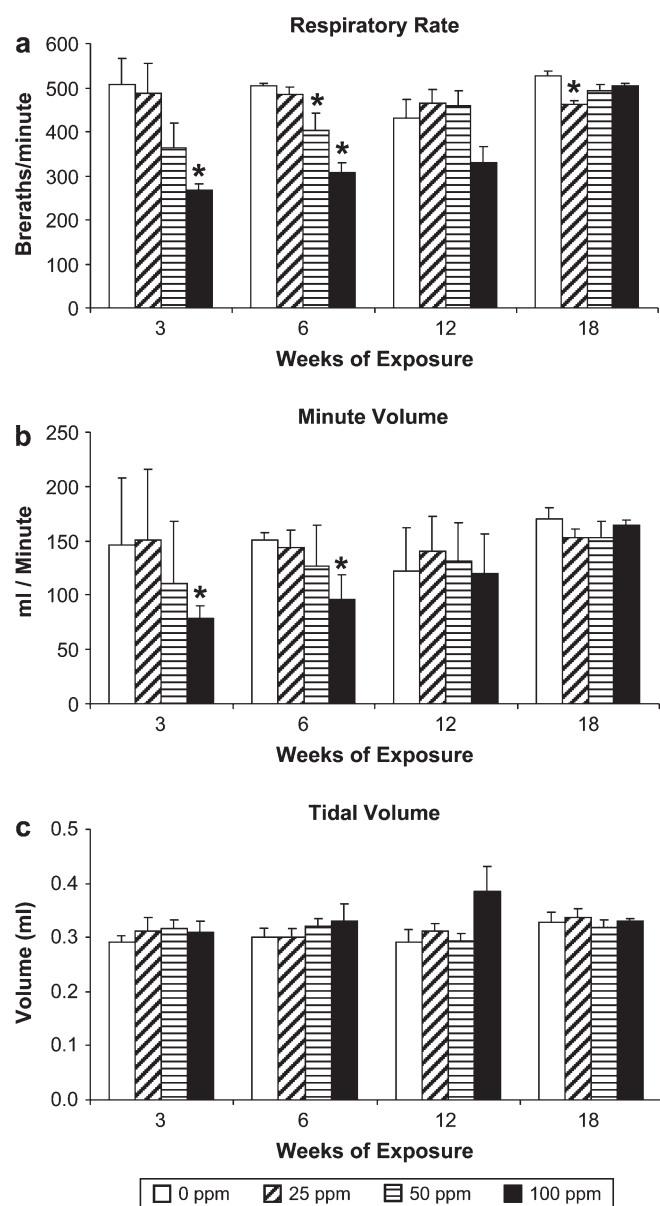 a
Respiratory Rate
600
500
400
300
200
100
0
Breraths/minute
*
*
*
*
3 6 12 18
Weeks of Exposure
b
Minute Volume
250
200
150
100
50
0
ml / Minute
*
*
3 6 12 18
Weeks of Exposure
c
Tidal Volume
0.5
0.4
0.3
0.2
0.1
0.0
Volume (ml)
3 6 12 18
Weeks of Exposure
0 ppm 25 ppm 50 ppm 100 ppm